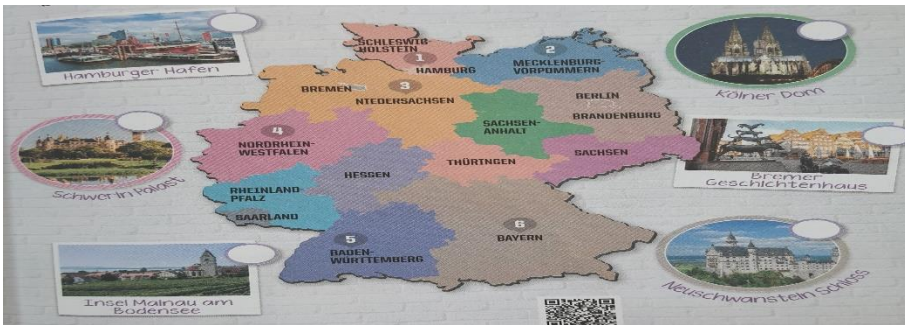 Hamburger Hafen
Schwerin Palast
Insel Mainau am
Bodensee
SCHLESWIG
HOLSTEIN
1
HAMBURG
2
MECKLENBURG-
VORPOMMERN
BREMEN
3
NIEDERSACHSEN
BERLIN
BRANDENBURG
SACHSEN-
ANHALT
4
NORDRHEIN-
WESTFALEN
HESSEN
THÜRINGEN
SACHSEN
RHEINLAND
PFALZ
SAARLAND
5
BADEN-
WÜRTTEMBERG
6
BAYERN
Kölner Dom
Bremer
Geschichtenhaus
Neuschwanstein Schloss